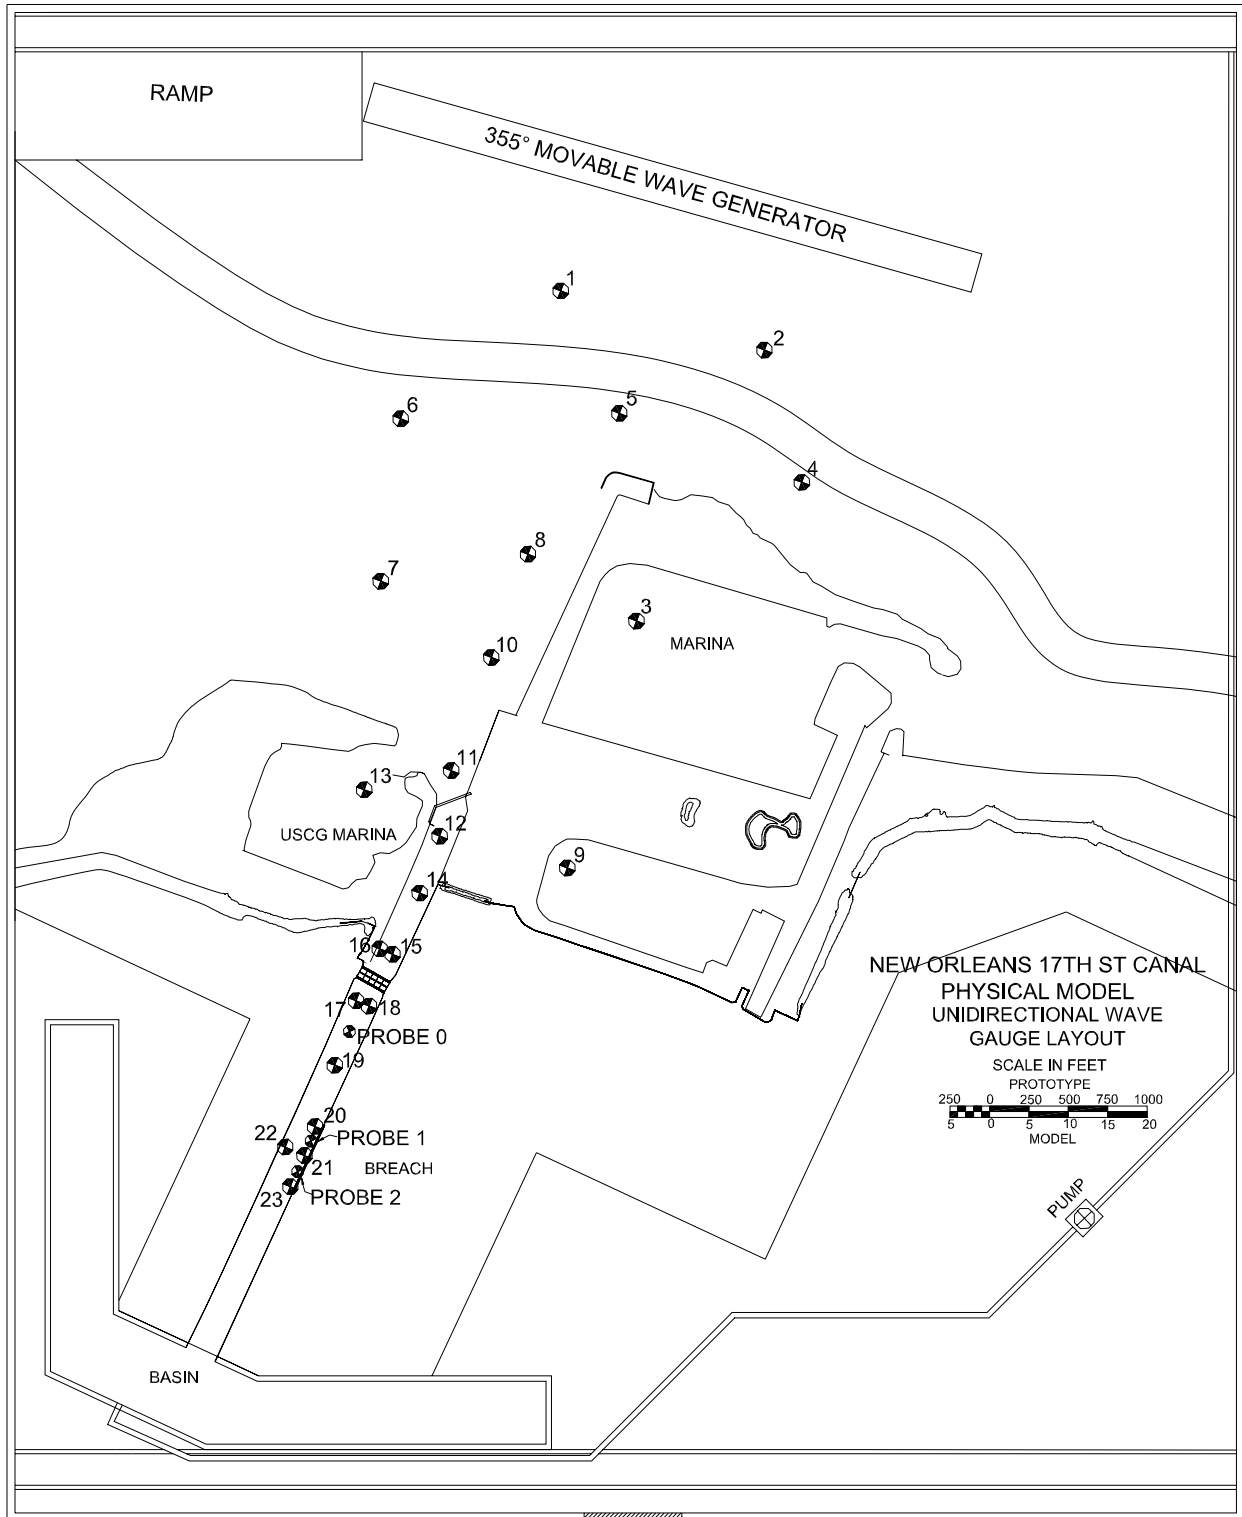 RAMP
355° MOVABLE WAVE GENERATOR
1
2
5
6
4
8
7
3
MARINA
10
11
13
12
USCG MARINA
9
14
16
15
NEW ORLEANS 17TH ST CANAL
PHYSICAL MODEL
UNIDIRECTIONAL WAVE
GAUGE LAYOUT
SCALE IN FEET
PROTOTYPE
250 0 250 500 750 1000
5 0 5 10 15 20
MODEL
17
18
PROBE 0
19
20
22
PROBE 1
21
BREACH
23
PROBE 2
PUMP
BASIN